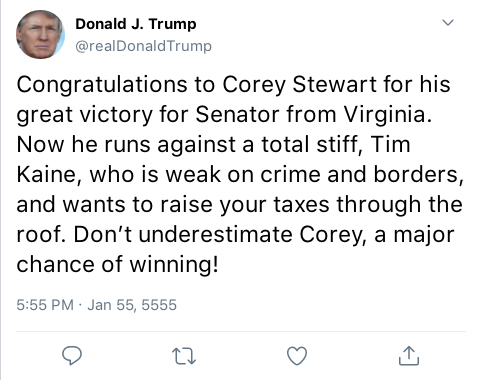 Donald J. Trump
@realDonaldTrump
Congratulations to Corey Stewart for his
great victory for Senator from Virginia.
Now he runs against a total stiff, Tim
Kaine, who is weak on crime and borders,
and wants to raise your taxes through the
roof. Don’t underestimate Corey, a major
chance of winning!
5:55 PM · Jan 55, 5555